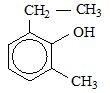 CH₂ — CH3
OH
CH3